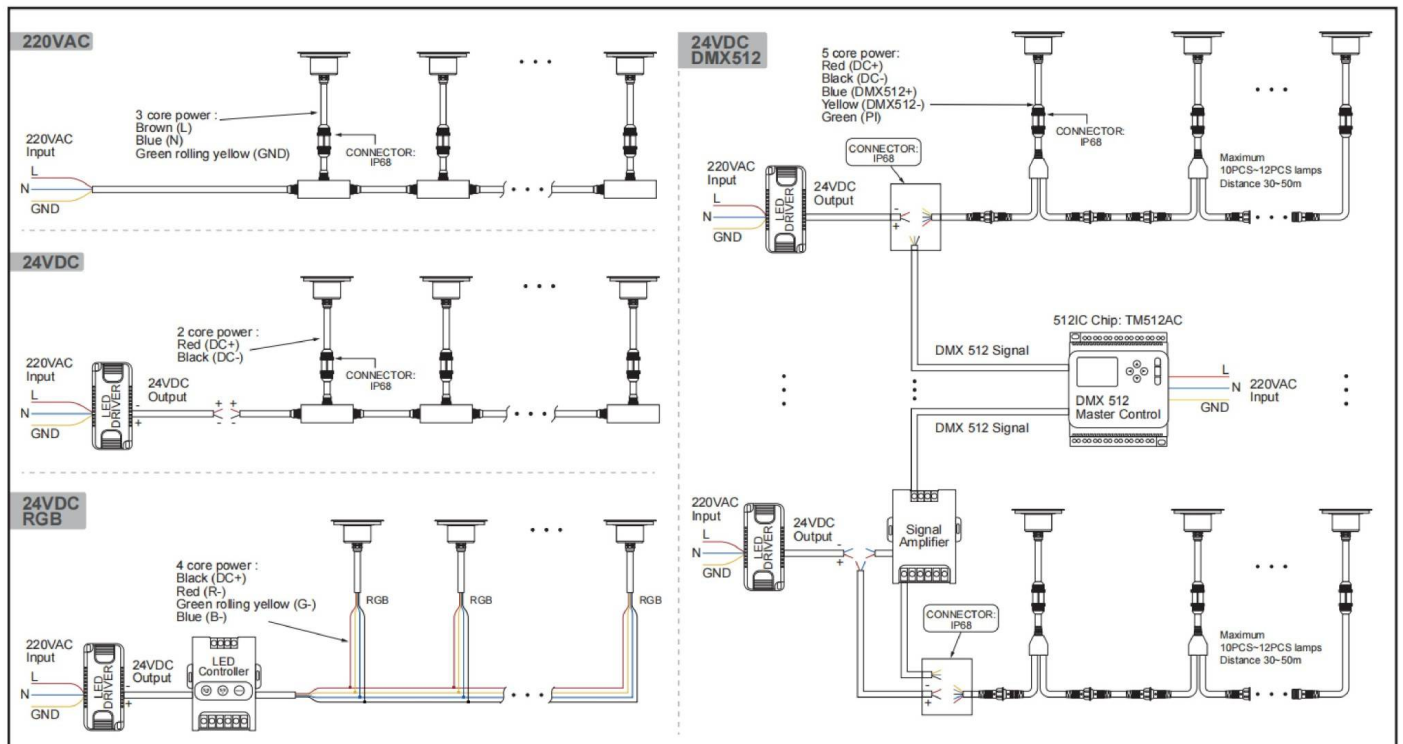 220VAC
3 core power :
Brown (L)
Blue (N)
Green rolling yellow (GND)
CONNECTOR:
IP68
220VAC
Input
L
N
GND
24VDC
2 core power :
Red (DC+)
Black (DC-)
CONNECTOR:
IP68
220VAC
Input
L
N
GND
LED
DRIVER
24VDC
Output
-
+
+ +
- -
24VDC
RGB
4 core power :
Black (DC+)
Red (R-)
Green rolling yellow (G-)
Blue (B-)
RGB
RGB
RGB
220VAC
Input
L
N
GND
LED
DRIVER
24VDC
Output
-
+
LED
Controller
24VDC
DMX512
5 core power:
Red (DC+)
Black (DC-)
Blue (DMX512+)
Yellow (DMX512-)
Green (PI)
CONNECTOR:
IP68
CONNECTOR:
IP68
Maximum
10PCS~12PCS lamps
Distance 30~50m
220VAC
Input
L
N
GND
LED
DRIVER
24VDC
Output
-
+
512IC Chip: TM512AC
DMX 512 Signal
DMX 512
Master Control
L
N
GND
220VAC
Input
DMX 512 Signal
220VAC
Input
L
N
GND
LED
DRIVER
24VDC
Output
-
+
Signal
Amplifier
CONNECTOR:
IP68
-
+
Maximum
10PCS~12PCS lamps
Distance 30~50m